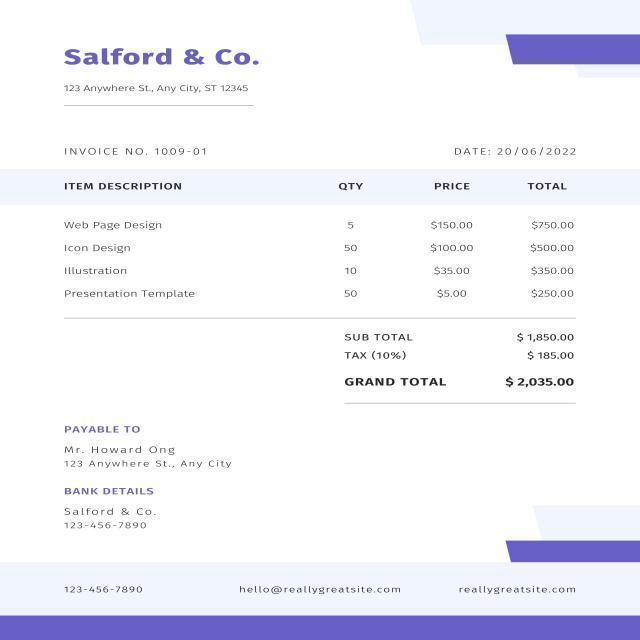 Salford & Co.
123 Anywhere St., Any City, ST 12345
INVOICE NO. 1009-01 DATE: 20/06/2022
ITEM DESCRIPTION QTY PRICE TOTAL
Web Page Design 5 $150.00 $750.00
Icon Design 50 $100.00 $500.00
Illustration 10 $35.00 $350.00
Presentation Template 50 $5.00 $250.00
SUB TOTAL $ 1,850.00
TAX (10%) $ 185.00
GRAND TOTAL $ 2,035.00
PAYABLE TO
Mr. Howard Ong
123 Anywhere St., Any City
BANK DETAILS
Salford & Co.
123-456-7890
123-456-7890 hello@reallygreatsite.com reallygreatsite.com